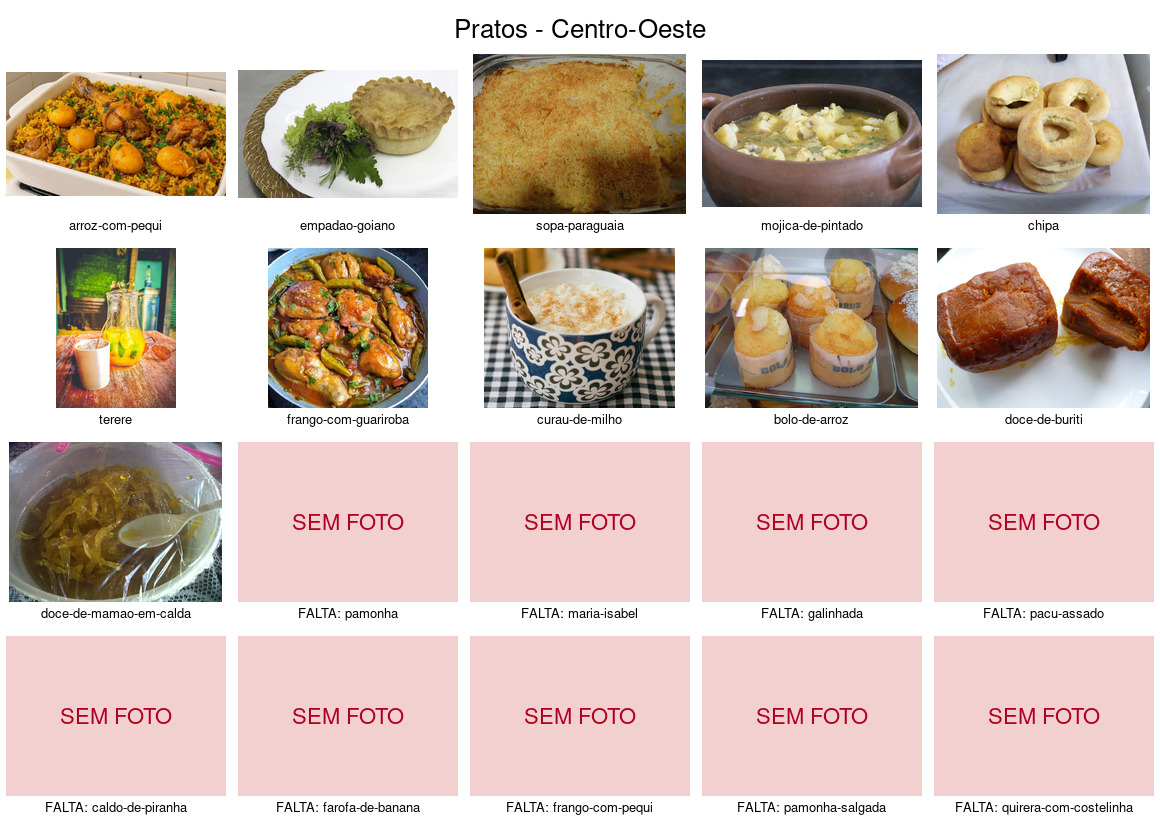 Pratos - Centro-Oeste
arroz-com-pequi
empadao-goiano
sopa-paraguaia
mojica-de-pintado
chipa
BOLO
terere
frango-com-guariroba
curau-de-milho
bolo-de-arroz
doce-de-buriti
SEM FOTO
SEM FOTO
SEM FOTO
SEM FOTO
doce-de-mamao-em-calda
FALTA: pamonha
FALTA: maria-isabel
FALTA: galinhada
FALTA: pacu-assado
SEM FOTO
SEM FOTO
SEM FOTO
SEM FOTO
SEM FOTO
FALTA: caldo-de-piranha
FALTA: farofa-de-banana
FALTA: frango-com-pequi
FALTA: pamonha-salgada
FALTA: quirera-com-costelinha